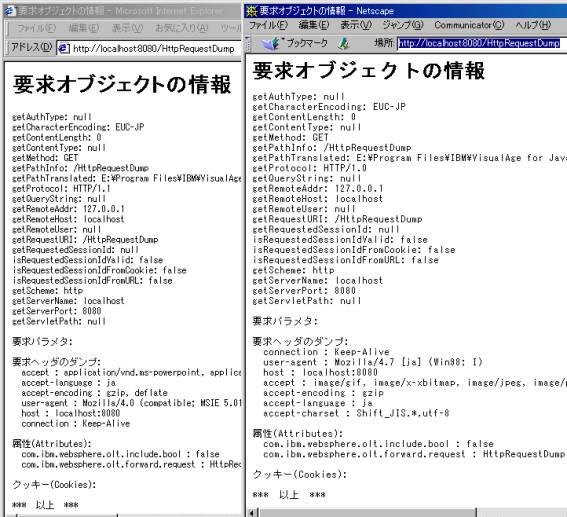 要求オブジェクトの情報 - Microsoft Internet Explorer
ファイル(F) 編集(E) 表示(V) お気に入り(A) ツー
アドレス(D) http://localhost:8080/HttpRequestDump
要求オブジェクトの情報
getAuthType: null
getCharacterEncoding: EUC-JP
getContentLength: 0
getContentType: null
getMethod: GET
getPathInfo: /HttpRequestDump
getPathTranslated: E:¥Program Files¥IBM¥VisualAge
getProtocol: HTTP/1.1
getQueryString: null
getRemoteAddr: 127.0.0.1
getRemoteHost: localhost
getRemoteUser: null
getRequestURI: /HttpRequestDump
getRequestedSessionId: null
isRequestedSessionIdValid: false
isRequestedSessionIdFromCookie: false
isRequestedSessionIdFromURL: false
getScheme: http
getServerName: localhost
getServerPort: 8080
getServletPath: null
要求パラメタ:
要求ヘッダのダンプ:
accept : application/vnd.ms-powerpoint, applica
accept-language : ja
accept-encoding : gzip, deflate
user-agent : Mozilla/4.0 (compatible; MSIE 5.01
host : localhost:8080
connection : Keep-Alive
属性(Attributes):
com.ibm.websphere.olt.include.bool : false
com.ibm.websphere.olt.forward.request : HttpRec
クッキー(Cookies):
*** 以上 ***
要求オブジェクトの情報 - Netscape
ファイル(F) 編集(E) 表示(V) ジャンプ(G) Communicator(C) ヘルプ(H)
ブックマーク 場所: http://localhost:8080/HttpRequestDump
要求オブジェクトの情報
getAuthType: null
getCharacterEncoding: EUC-JP
getContentLength: 0
getContentType: null
getMethod: GET
getPathInfo: /HttpRequestDump
getPathTranslated: E:¥Program Files¥IBM¥VisualAge for Java
getProtocol: HTTP/1.0
getQueryString: null
getRemoteAddr: 127.0.0.1
getRemoteHost: localhost
getRemoteUser: null
getRequestURI: /HttpRequestDump
getRequestedSessionId: null
isRequestedSessionIdValid: false
isRequestedSessionIdFromCookie: false
isRequestedSessionIdFromURL: false
getScheme: http
getServerName: localhost
getServerPort: 8080
getServletPath: null
要求パラメタ:
要求ヘッダのダンプ:
connection : Keep-Alive
user-agent : Mozilla/4.7 [ja] (Win98; I)
host : localhost:8080
accept : image/gif, image/x-xbitmap, image/jpeg, image/p
accept-encoding : gzip
accept-language : ja
accept-charset : Shift_JIS,*,utf-8
属性(Attributes):
com.ibm.websphere.olt.include.bool : false
com.ibm.websphere.olt.forward.request : HttpRequestDump
クッキー(Cookies):
*** 以上 ***